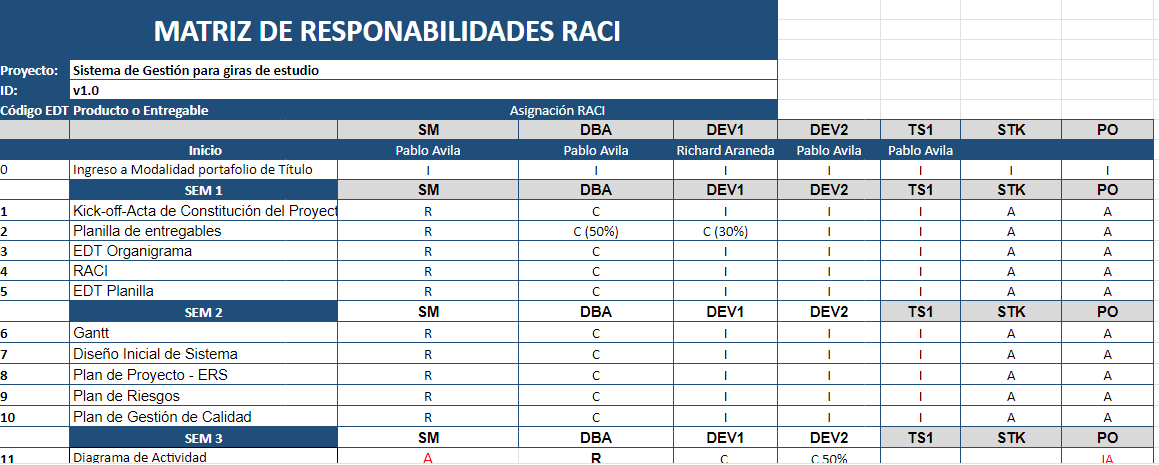 MATRIZ DE RESPONABILIDADES RACI
Proyecto: Sistema de Gestión para giras de estudio
ID: v1.0
Código EDT Producto o Entregable Asignación RACI
SM DBA DEV1 DEV2 TS1 STK PO
Inicio Pablo Avila Pablo Avila Richard Araneda Pablo Avila Pablo Avila
0 Ingreso a Modalidad portafolio de Título I I I I I I I
SEM 1 SM DBA DEV1 DEV2 TS1 STK PO
1 Kick-off-Acta de Constitución del Proyect R C I I I A A
2 Planilla de entregables R C (50%) C (30%) I I A A
3 EDT Organigrama R C I I I A A
4 RACI R C I I I A A
5 EDT Planilla R C I I I A A
SEM 2 SM DBA DEV1 DEV2 TS1 STK PO
6 Gantt R C I I I A A
7 Diseño Inicial de Sistema R C I I I A A
8 Plan de Proyecto - ERS R C I I I A A
9 Plan de Riesgos R C I I I A A
10 Plan de Gestión de Calidad R C I I I A A
SEM 3 SM DBA DEV1 DEV2 TS1 STK PO
11 Diagrama de Actividad A R C C 50% IA